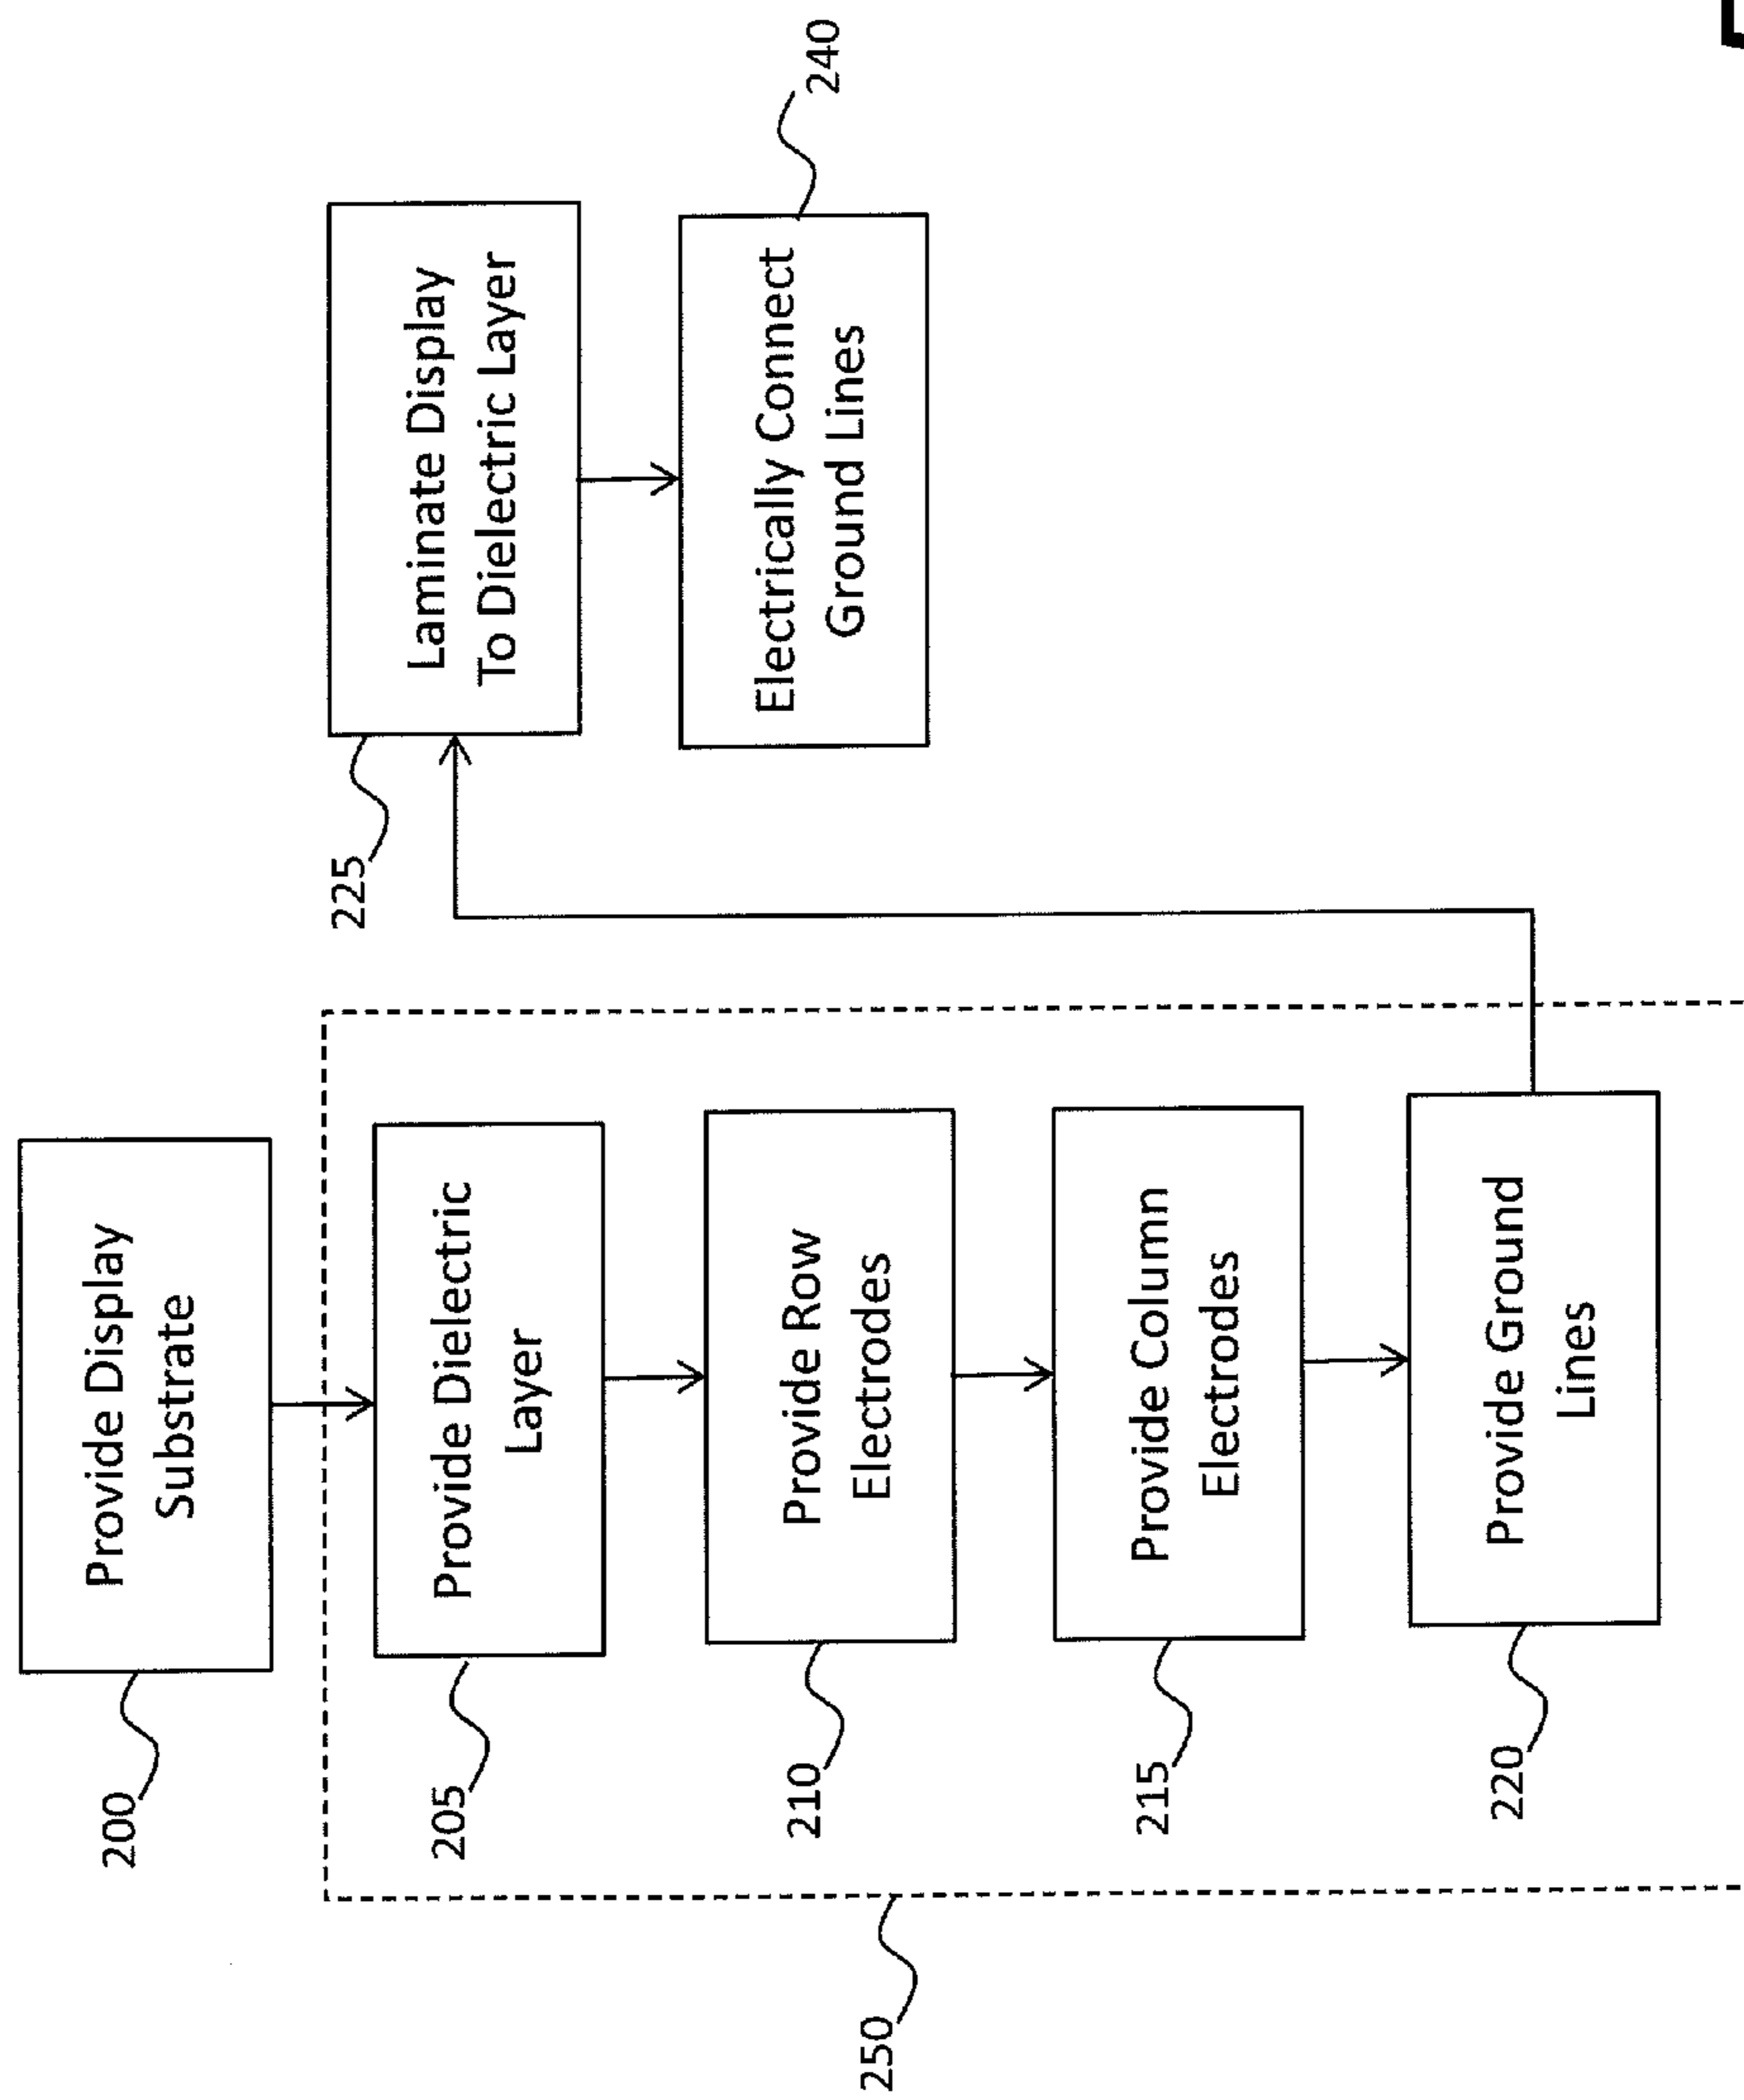 200
Provide Display
Substrate
205
Provide Dielectric
Layer
210
Provide Row
Electrodes
215
Provide Column
Electrodes
220
Provide Ground
Lines
250
225
Laminate Display
To Dielectric Layer
Electrically Connect
Ground Lines
240